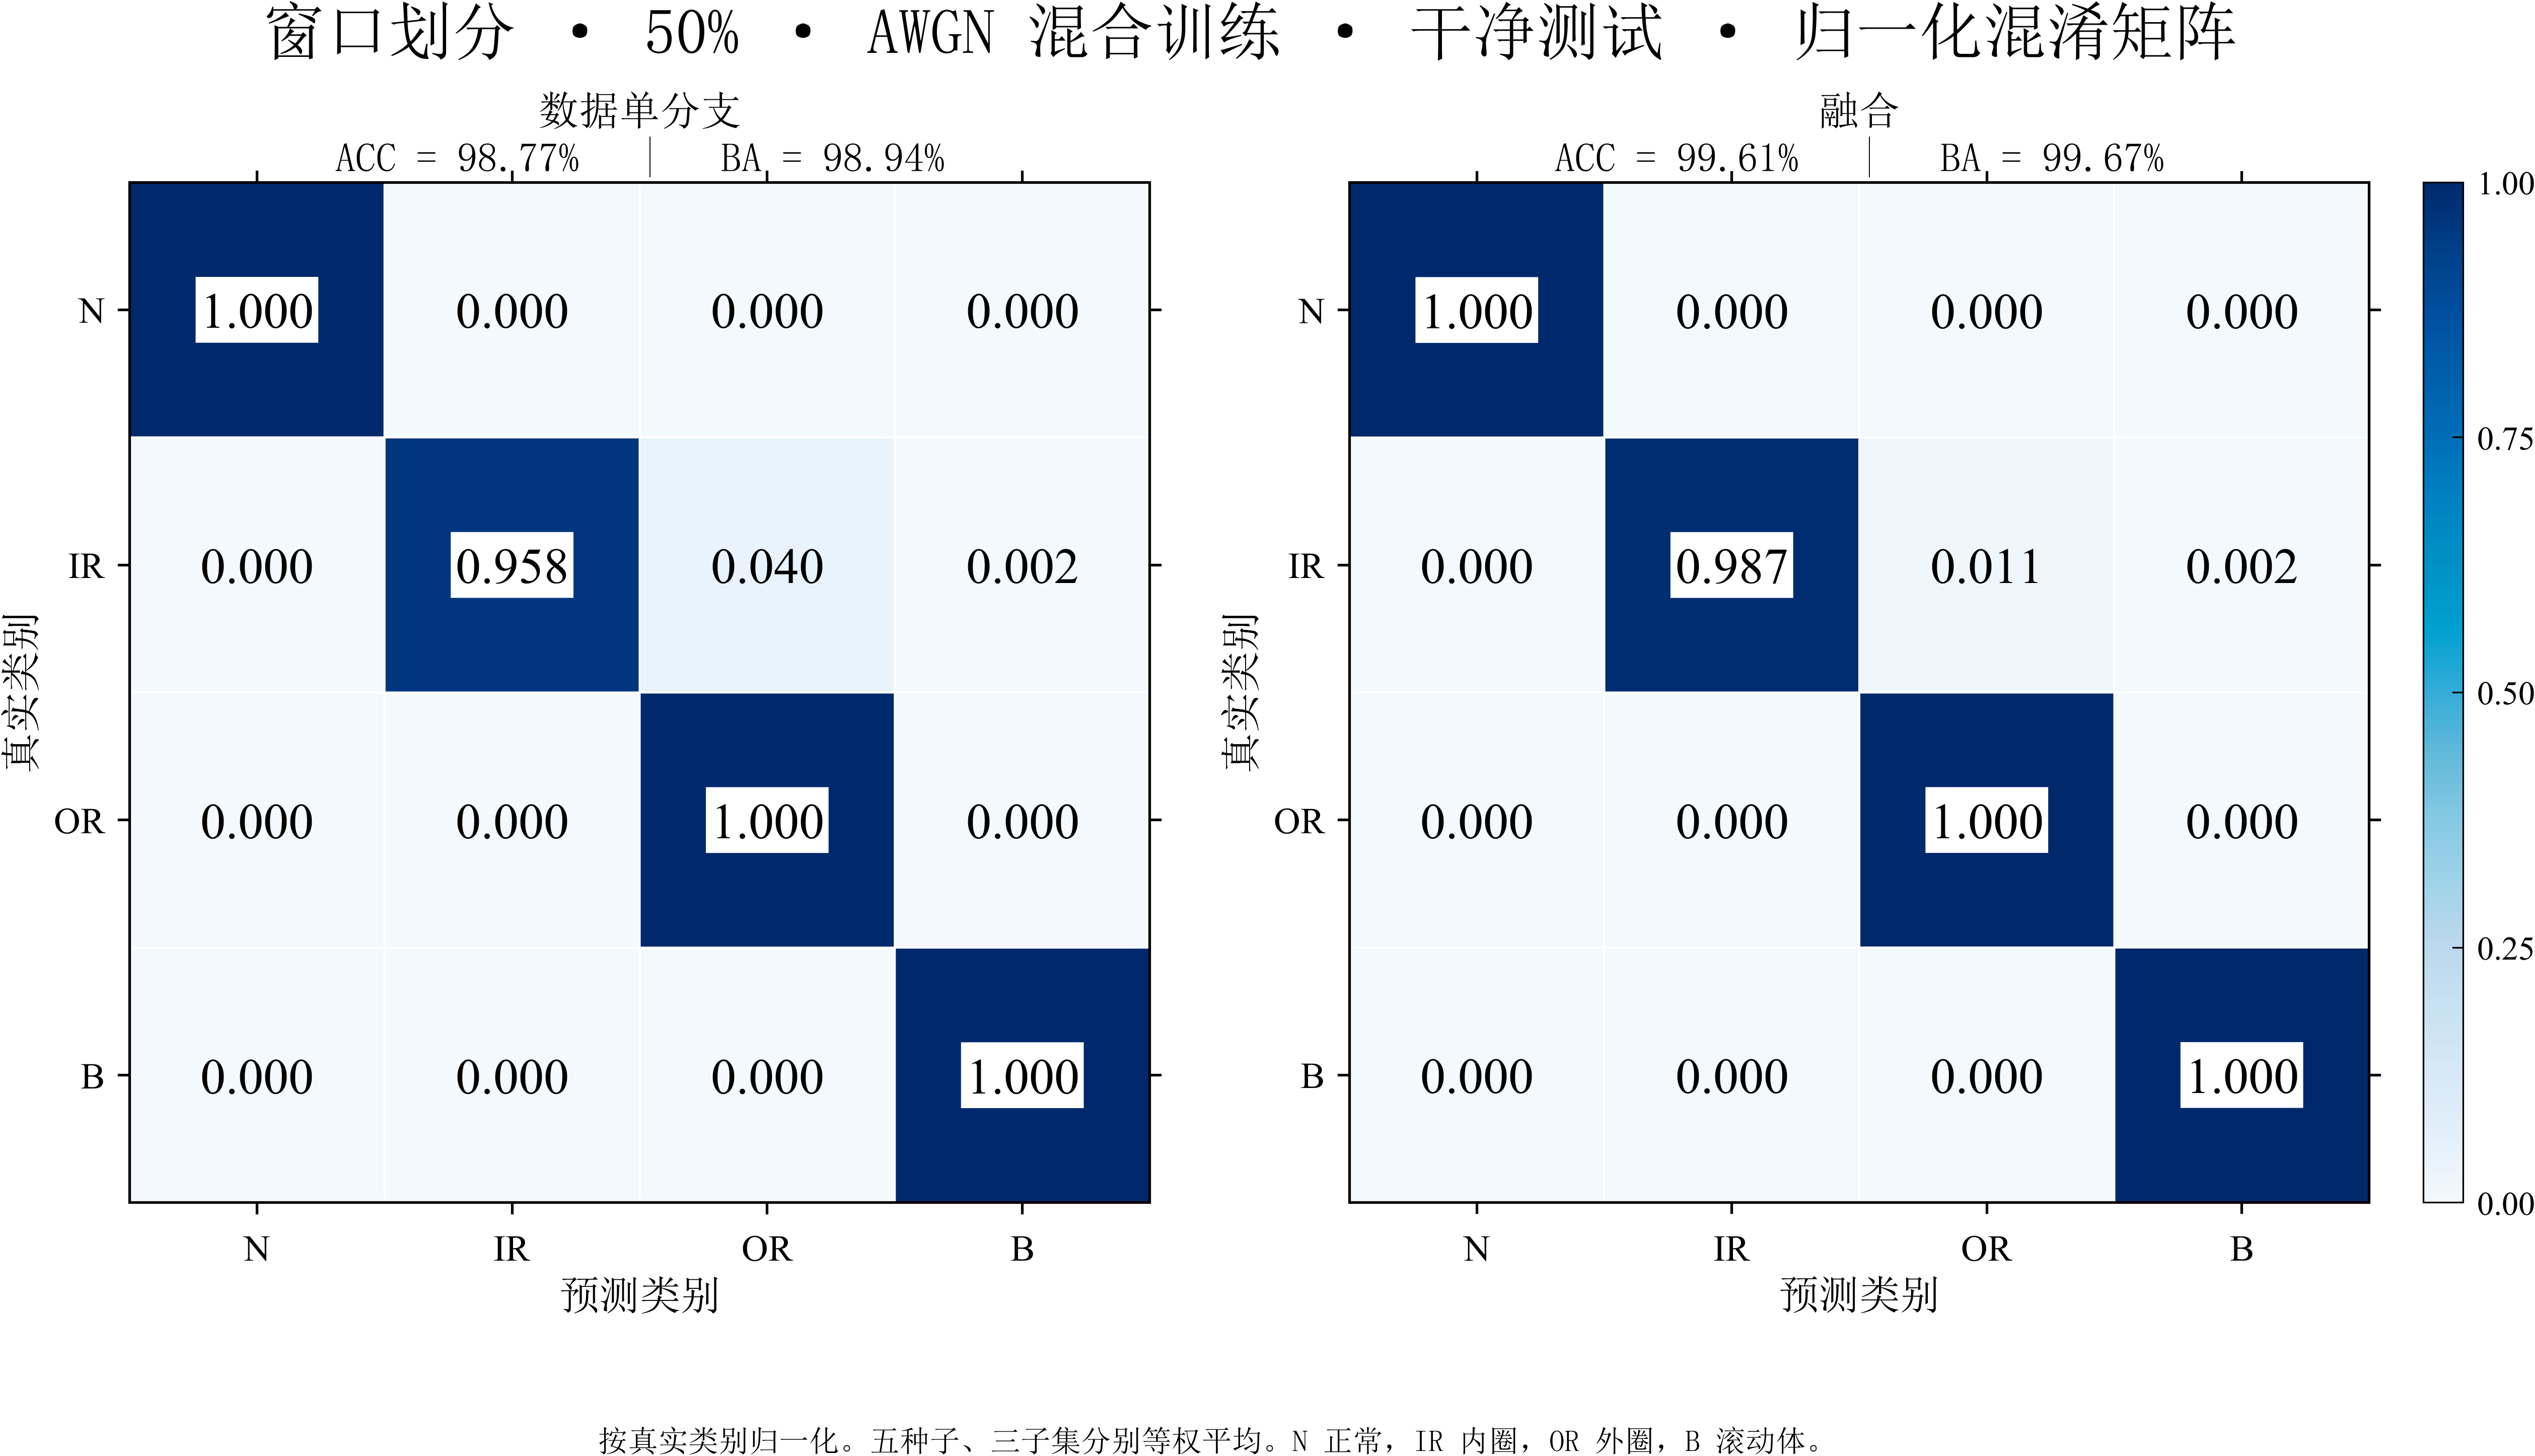 窗口划分 · 50% · AWGN 混合训练 · 干净测试 · 归一化混淆矩阵
数据单分支
ACC = 98.77% | BA = 98.94%
真实类别
N 1.000 0.000 0.000 0.000
IR 0.000 0.958 0.040 0.002
OR 0.000 0.000 1.000 0.000
B 0.000 0.000 0.000 1.000
N IR OR B
预测类别
融合
ACC = 99.61% | BA = 99.67%
真实类别
N 1.000 0.000 0.000 0.000
IR 0.000 0.987 0.011 0.002
OR 0.000 0.000 1.000 0.000
B 0.000 0.000 0.000 1.000
N IR OR B
预测类别
1.00
0.75
0.50
0.25
0.00
按真实类别归一化。五种子、三子集分别等权平均。N 正常，IR 内圈，OR 外圈，B 滚动体。